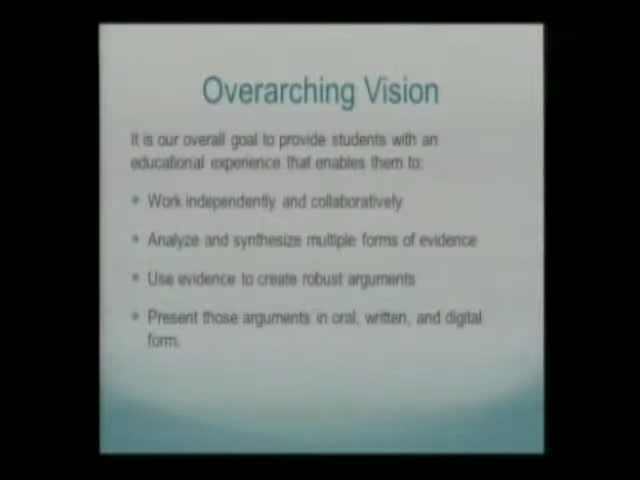 Overarching Vision
It is our overall goal to provide students with an
educational experience that enables them to:
Work independently and collaboratively
Analyze and synthesize multiple forms of evidence
Use evidence to create robust arguments
Present those arguments in oral, written, and digital
form.